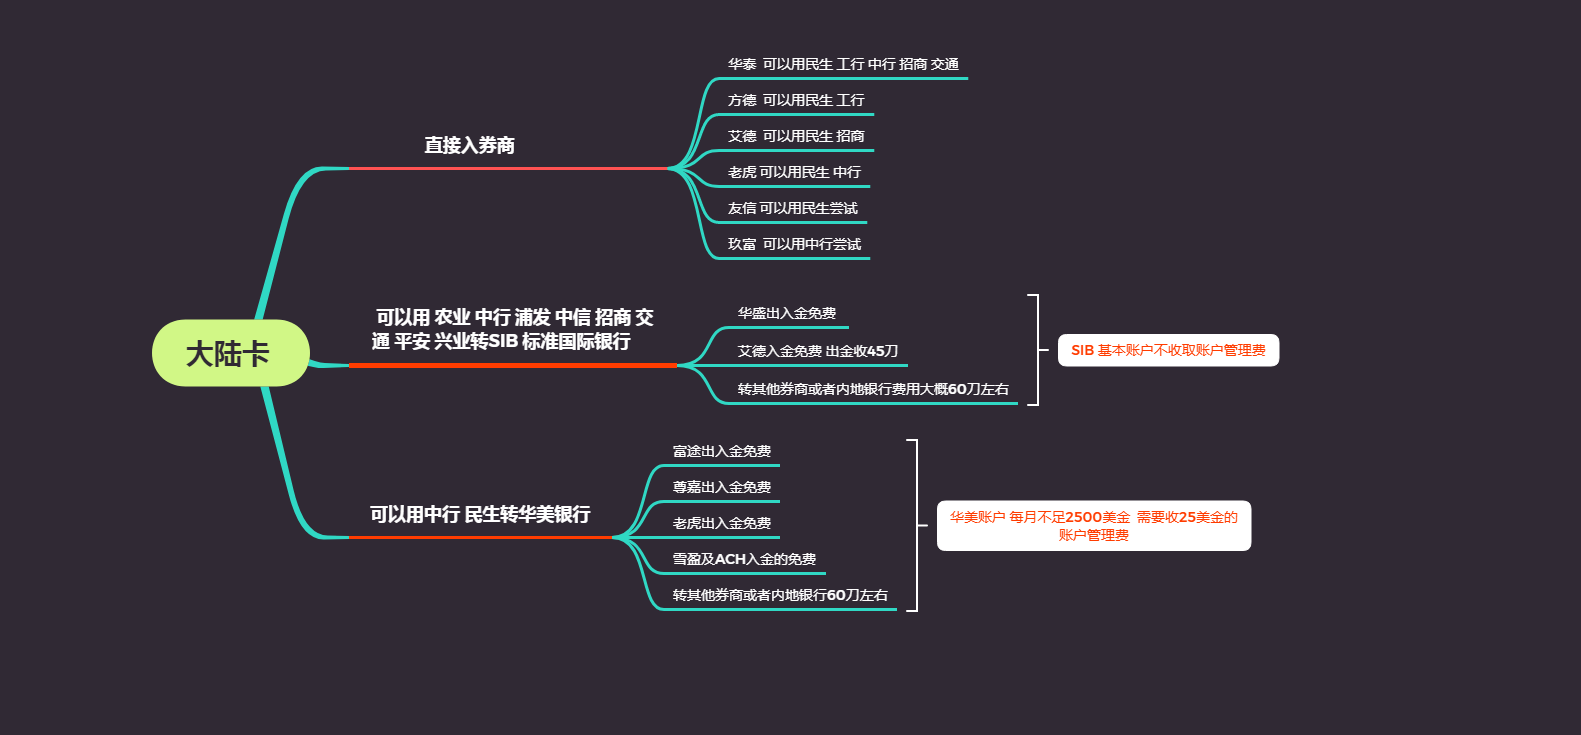 大陆卡
直接入券商
华泰 可以用民生 工行 中行 招商 交通
方德 可以用民生 工行
艾德 可以用民生 招商
老虎 可以用民生 中行
友信 可以用民生尝试
玖富 可以用中行尝试
可以用 农业 中行 浦发 中信 招商 交
通 平安 兴业转SIB 标准国际银行
华盛出入金免费
艾德入金免费 出金收45刀
转其他券商或者内地银行费用大概60刀左右
SIB 基本账户不收取账户管理费
可以用中行 民生转华美银行
富途出入金免费
尊嘉出入金免费
老虎出入金免费
雪盈及ACH入金的免费
转其他券商或者内地银行60刀左右
华美账户 每月不足2500美金 需要收25美金的
账户管理费